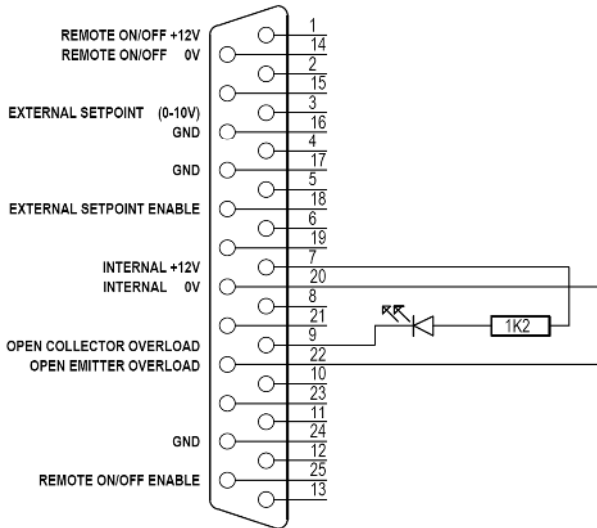 REMOTE ON/OFF +12V 1
REMOTE ON/OFF 0V 14
2
15
EXTERNAL SETPOINT (0-10V) 3
GND 16
4
GND 17
5
EXTERNAL SETPOINT ENABLE 18
6
19
INTERNAL +12V 7
INTERNAL 0V 20
8
21
1K2
OPEN COLLECTOR OVERLOAD 9
OPEN EMITTER OVERLOAD 22
10
23
11
GND 24
12
REMOTE ON/OFF ENABLE 25
13